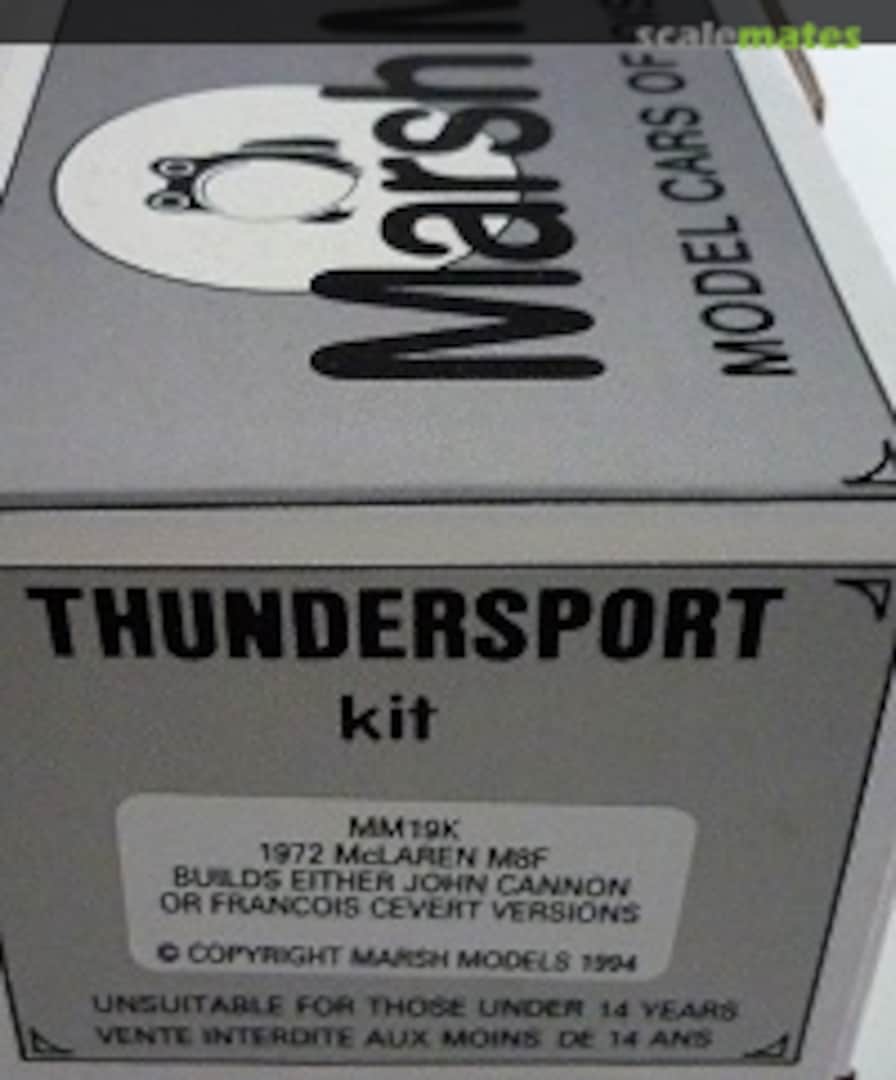 scalemates
Marsh
MODEL CARS OF
THUNDERSPORT
kit
MM19K
1972 McLAREN M8F
BUILDS EITHER JOHN CANNON
OR FRANCOIS CEVERT VERSIONS
© COPYRIGHT MARSH MODELS 1994
UNSUITABLE FOR THOSE UNDER 14 YEARS
VENTE INTERDITE AUX MOINS DE 14 ANS